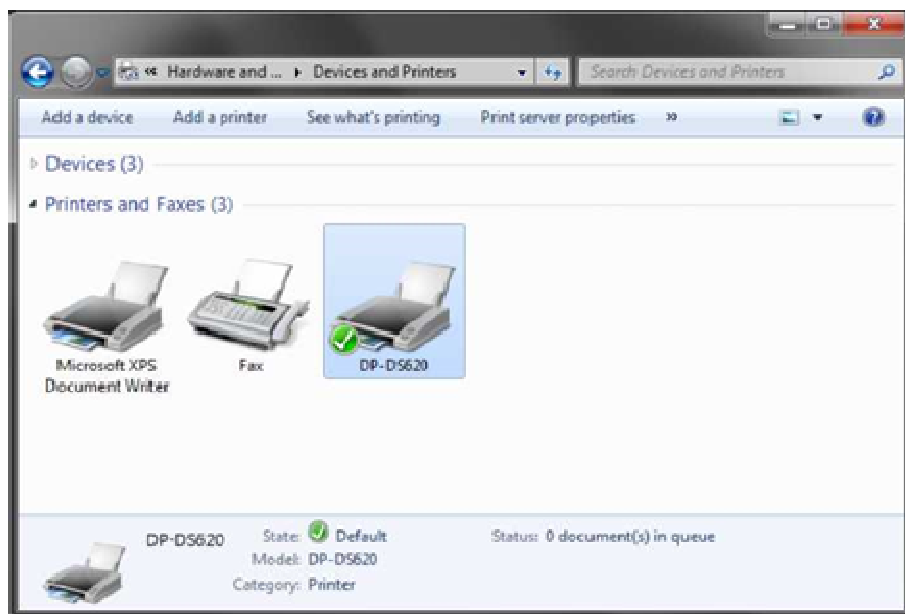 Hardware and ... ▸ Devices and Printers
Search Devices and Printers
Add a device Add a printer See what's printing Print server properties »
Devices (3)
Printers and Faxes (3)
Microsoft XPS Document Writer
Fax
DP-DS620
DP-DS620 State: Default Status: 0 document(s) in queue
Model: DP-DS620
Category: Printer